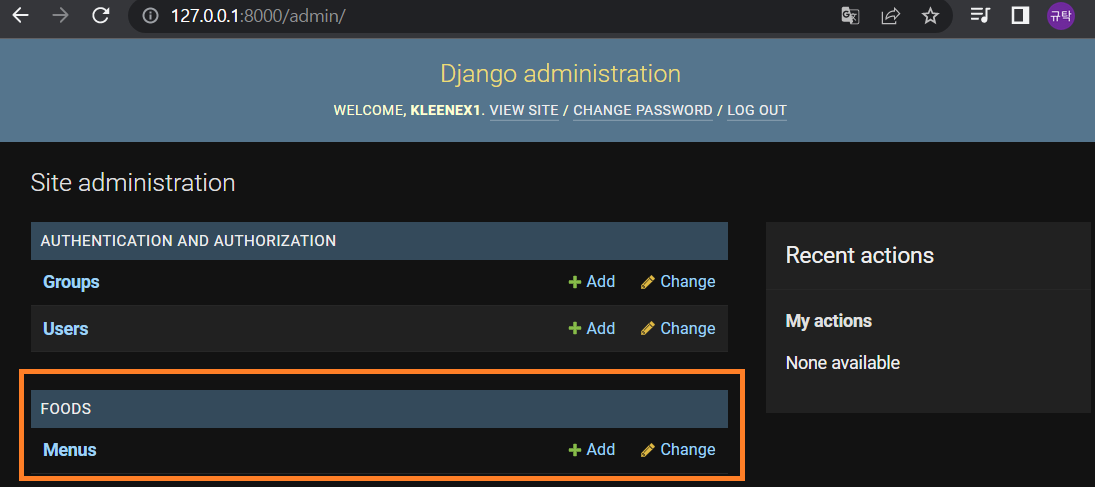 127.0.0.1:8000/admin/
규탁
Django administration
WELCOME, KLEENEX1. VIEW SITE / CHANGE PASSWORD / LOG OUT
Site administration
AUTHENTICATION AND AUTHORIZATION
Groups Add Change
Users Add Change
FOODS
Menus Add Change
Recent actions
My actions
None available